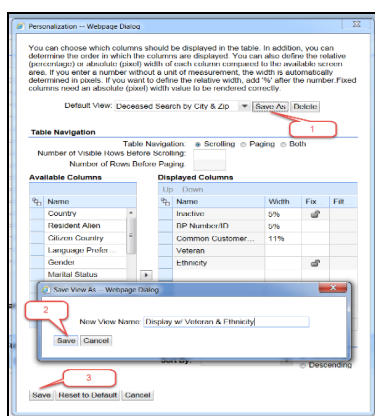 Personalization -- Webpage Dialog
You can choose which columns should be displayed in the table. In addition, you can
determine the order in which the columns are displayed. You can also define the relative
(percentage) or absolute (pixel) width of each column compared to the available screen
area. If you enter a number without a unit of measurement, the width is automatically
determined in pixels. If you want to define the relative width, add '%' after the number.Fixed
columns need an absolute (pixel) width value to be rendered correctly.
Default View: Deceased Search by City & Zip Save As Delete
1
Table Navigation
Table Navigation: Scrolling Paging Both
Number of Visible Rows Before Scrolling:
Number of Rows Before Paging:
Available Columns Displayed Columns
Up Down
Name Name Width Fix Filt
Country Inactive 5%
Resident Alien BP Number/ID 5%
Citizen Country Common Customer... 11%
Language Prefer... Veteran
Gender Ethnicity
Marital Status
Save View As -- Webpage Dialog
2
New View Name: Display w/ Veteran & Ethnicity
Save Cancel
Sort By:
Descending
3
Save Reset to Default Cancel